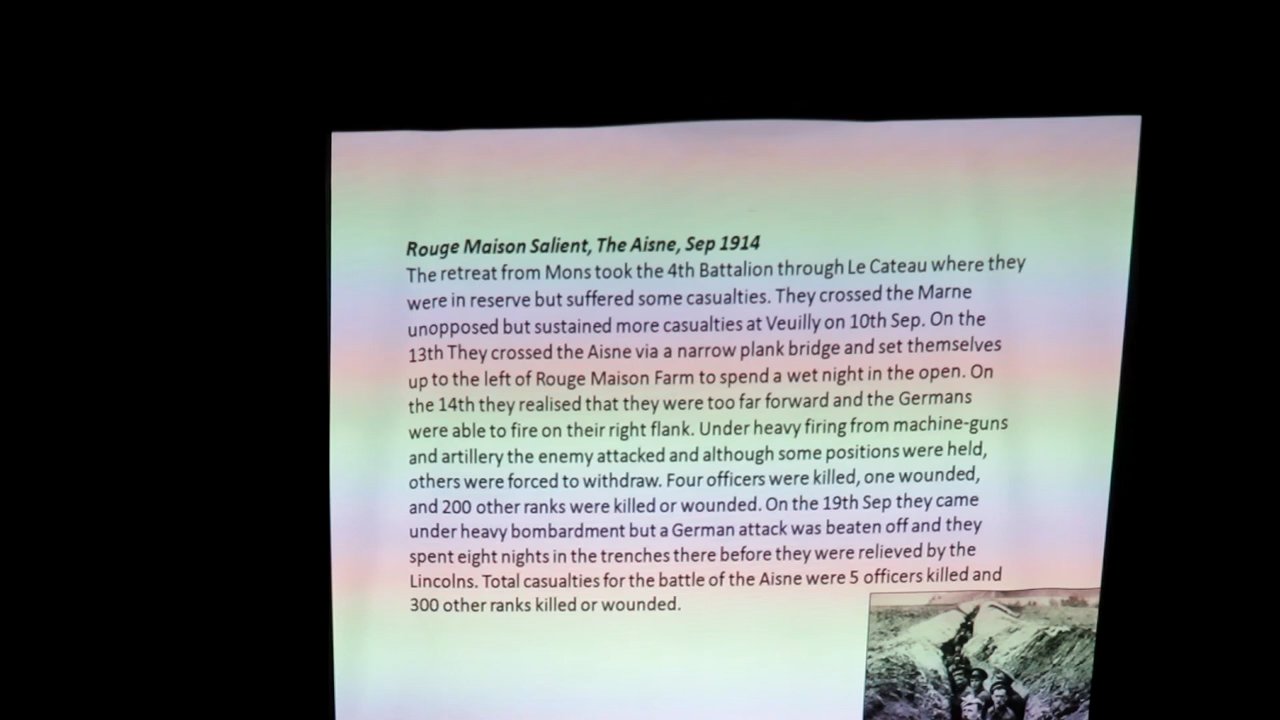 Rouge Maison Salient, The Aisne, Sep 1914
The retreat from Mons took the 4th Battalion through Le Cateau where they
were in reserve but suffered some casualties. They crossed the Marne
unopposed but sustained more casualties at Veuilly on 10th Sep. On the
13th They crossed the Aisne via a narrow plank bridge and set themselves
up to the left of Rouge Maison Farm to spend a wet night in the open. On
the 14th they realised that they were too far forward and the Germans
were able to fire on their right flank. Under heavy firing from machine-guns
and artillery the enemy attacked and although some positions were held,
others were forced to withdraw. Four officers were killed, one wounded,
and 200 other ranks were killed or wounded. On the 19th Sep they came
under heavy bombardment but a German attack was beaten off and they
spent eight nights in the trenches there before they were relieved by the
Lincolns. Total casualties for the battle of the Aisne were 5 officers killed and
300 other ranks killed or wounded.